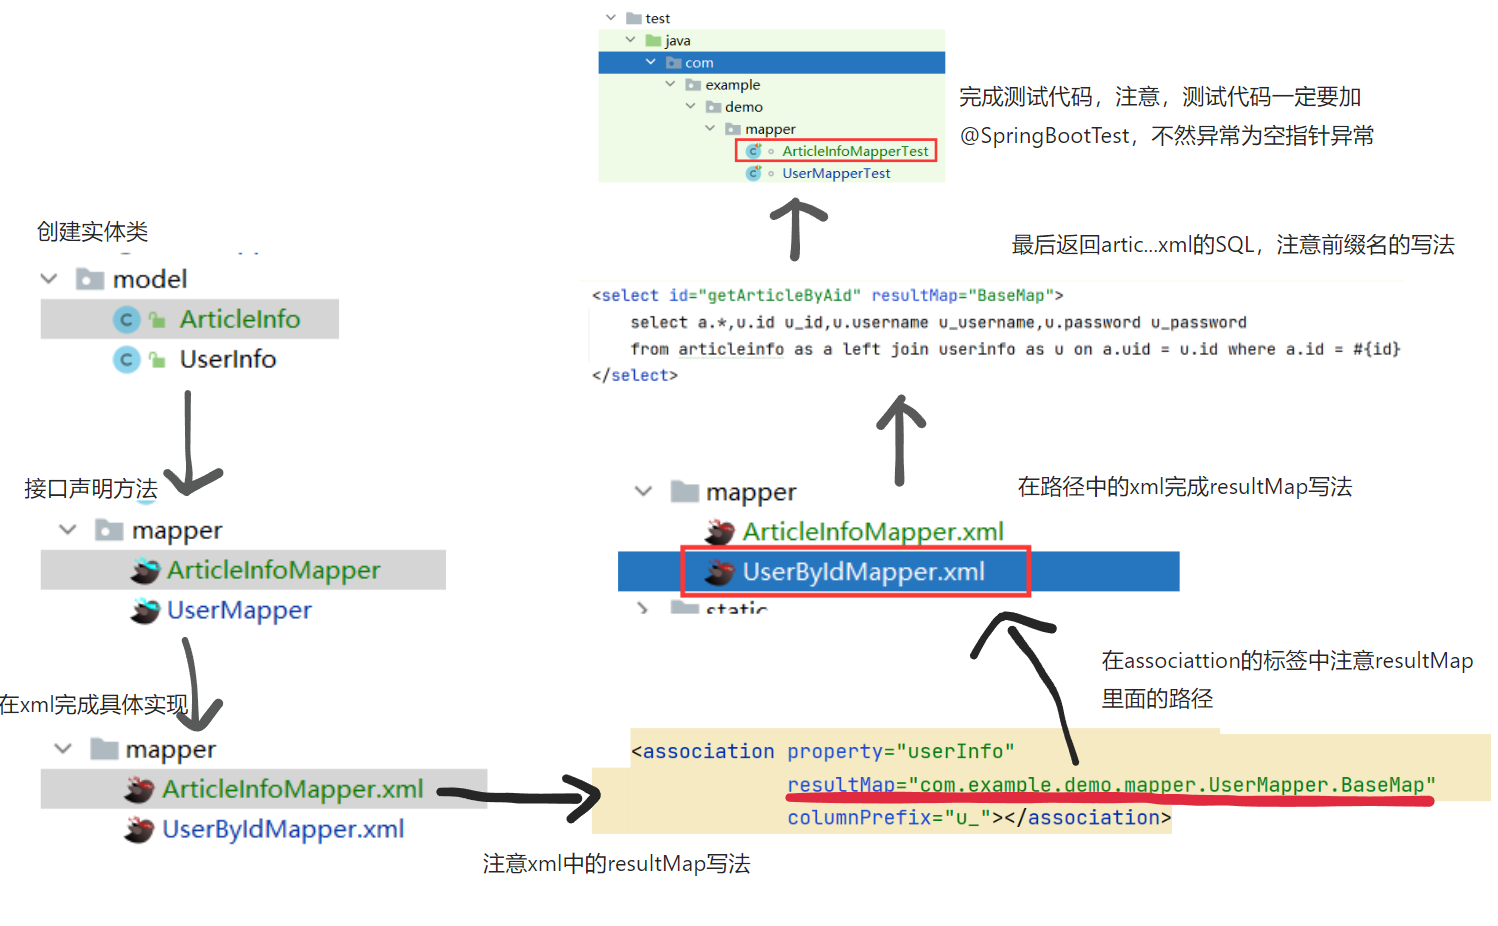 test
java
com
example
demo
mapper
ArticleInfoMapperTest
UserMapperTest
完成测试代码，注意，测试代码一定要加
@SpringBootTest，不然异常为空指针异常
创建实体类
model
ArticleInfo
UserInfo
接口声明方法
mapper
ArticleInfoMapper
UserMapper
在xml完成具体实现
mapper
ArticleInfoMapper.xml
UserByIdMapper.xml
注意xml中的resultMap写法
<association property="userInfo"
resultMap="com.example.demo.mapper.UserMapper.BaseMap"
columnPrefix="u_"></association>
在associattion的标签中注意resultMap
里面的路径
mapper
ArticleInfoMapper.xml
UserByIdMapper.xml
static
在路径中的xml完成resultMap写法
<select id="getArticleByAid" resultMap="BaseMap">
select a.*,u.id u_id,u.username u_username,u.password u_password
from articleinfo as a left join userinfo as u on a.uid = u.id where a.id = #{id}
</select>
最后返回artic...xml的SQL，注意前缀名的写法